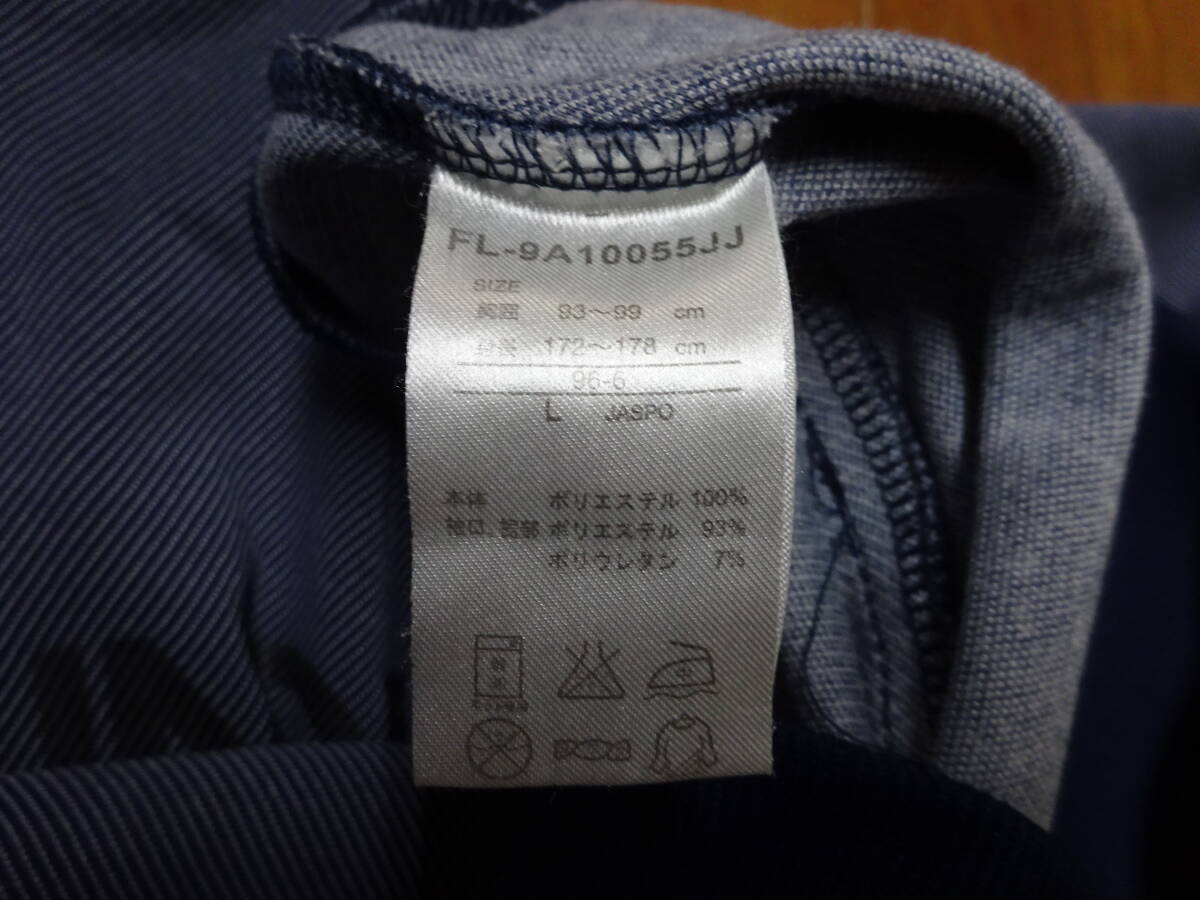 FL-9A10055JJ
SIZE
胸囲 93～99 cm
身長 172～178 cm
96-6
L JASPO
本体 ポリエステル 100%
袖口、裾部 ポリエステル 93%
ポリウレタン 7%